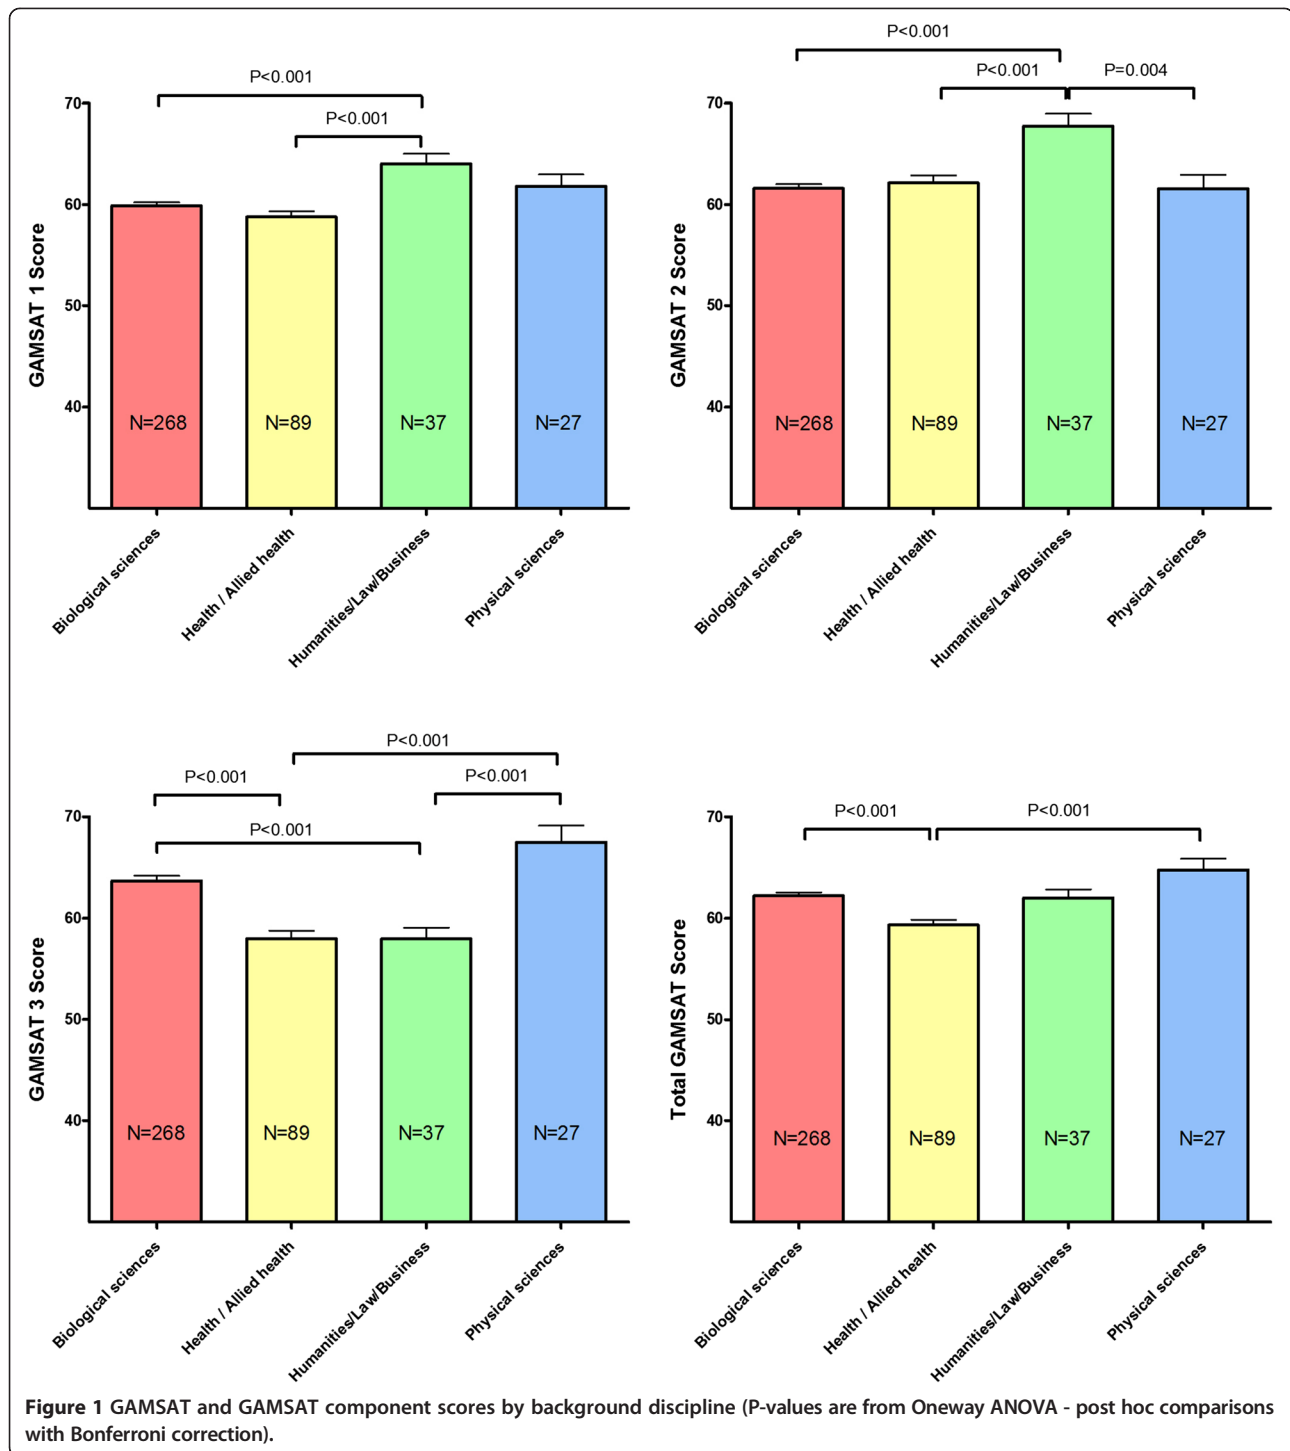 P<0.001
P<0.001
70
60
50
40
GAMSAT 1 Score
N=268
N=89
N=37
N=27
Biological sciences
Health / Allied health
Humanities/Law/Business
Physical sciences
P<0.001
P<0.001
P=0.004
70
60
50
40
GAMSAT 2 Score
N=268
N=89
N=37
N=27
Biological sciences
Health / Allied health
Humanities/Law/Business
Physical sciences
P<0.001
P<0.001
P<0.001
P<0.001
70
60
50
40
GAMSAT 3 Score
N=268
N=89
N=37
N=27
Biological sciences
Health / Allied health
Humanities/Law/Business
Physical sciences
P<0.001
P<0.001
70
60
50
40
Total GAMSAT Score
N=268
N=89
N=37
N=27
Biological sciences
Health / Allied health
Humanities/Law/Business
Physical sciences
Figure 1 GAMSAT and GAMSAT component scores by background discipline (P-values are from Oneway ANOVA - post hoc comparisons
with Bonferroni correction).